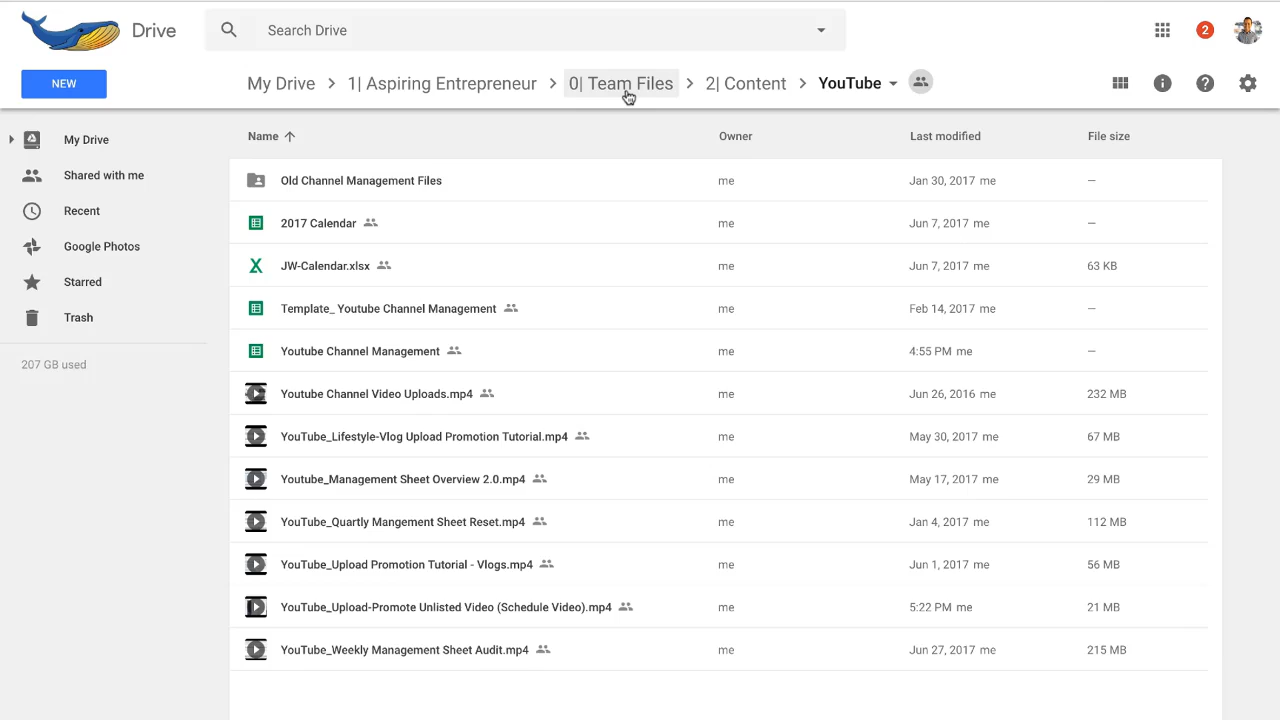 Drive
Search Drive
2
NEW
My Drive > 1| Aspiring Entrepreneur > 0| Team Files > 2| Content > YouTube
My Drive
Shared with me
Recent
Google Photos
Starred
Trash
207 GB used
Name Owner Last modified File size
Old Channel Management Files me Jan 30, 2017 me —
2017 Calendar me Jun 7, 2017 me —
JW-Calendar.xlsx me Jun 7, 2017 me 63 KB
Template_ Youtube Channel Management me Feb 14, 2017 me —
Youtube Channel Management me 4:55 PM me —
Youtube Channel Video Uploads.mp4 me Jun 26, 2016 me 232 MB
YouTube_Lifestyle-Vlog Upload Promotion Tutorial.mp4 me May 30, 2017 me 67 MB
Youtube_Management Sheet Overview 2.0.mp4 me May 17, 2017 me 29 MB
YouTube_Quartly Mangement Sheet Reset.mp4 me Jan 4, 2017 me 112 MB
YouTube_Upload Promotion Tutorial - Vlogs.mp4 me Jun 1, 2017 me 56 MB
YouTube_Upload-Promote Unlisted Video (Schedule Video).mp4 me 5:22 PM me 21 MB
YouTube_Weekly Management Sheet Audit.mp4 me Jun 27, 2017 me 215 MB